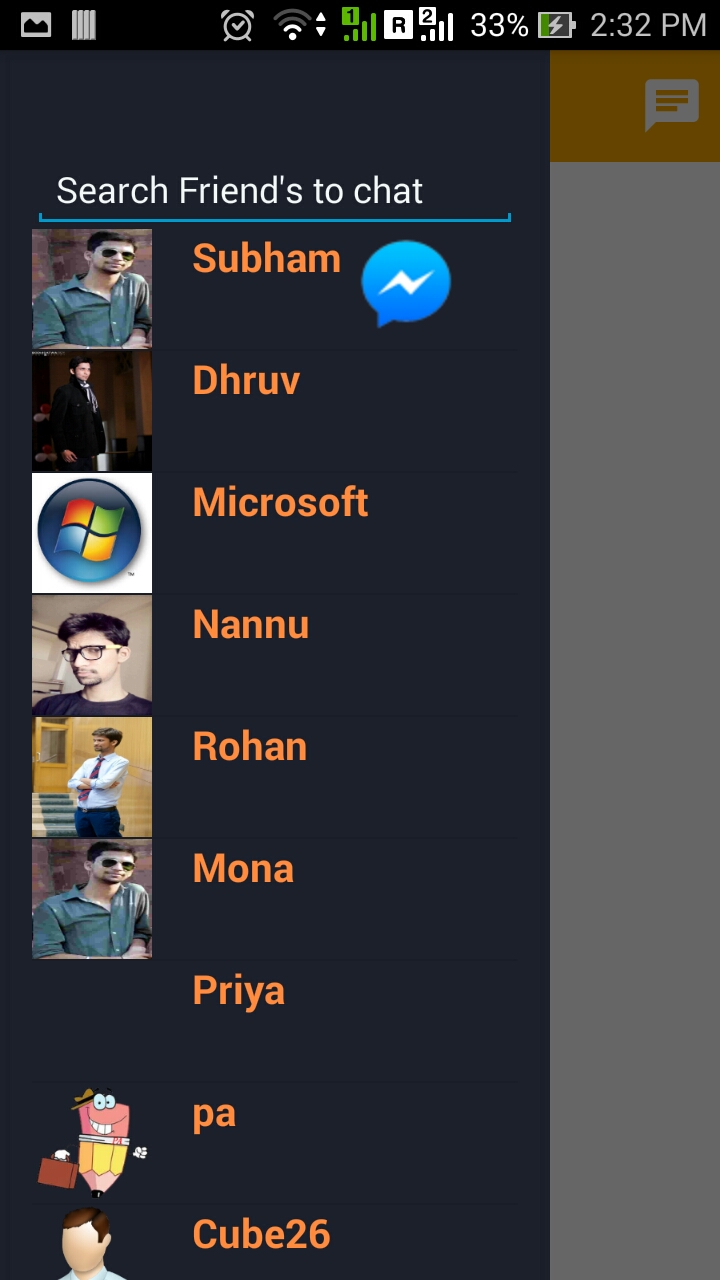 1 R 2 33% 2:32 PM
Search Friend's to chat
Subham
Dhruv
Microsoft
Nannu
Rohan
Mona
Priya
pa
Cube26